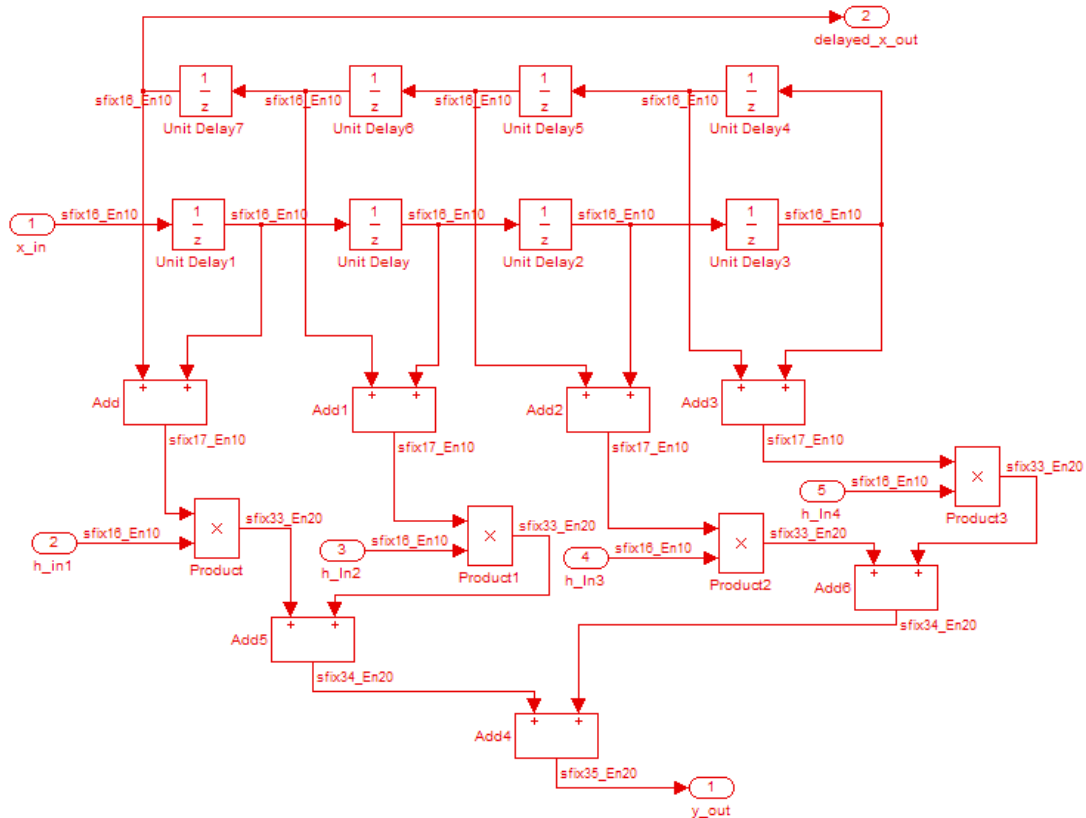 2
delayed_x_out
1
z
1
z
1
z
1
z
sfix16_En10
sfix16_En10
sfix16_En10
sfix16_En10
Unit Delay7
Unit Delay6
Unit Delay5
Unit Delay4
1
x_in
sfix16_En10
1
z
sfix16_En10
1
z
sfix16_En10
1
z
sfix16_En10
1
z
sfix16_En10
Unit Delay1
Unit Delay
Unit Delay2
Unit Delay3
+ +
Add
+ +
Add1
+ +
Add2
+ +
Add3
sfix17_En10
sfix17_En10
sfix17_En10
sfix17_En10
5
h_In4
sfix16_En10
×
sfix33_En20
Product3
2
h_in1
sfix16_En10
×
sfix33_En20
Product
3
h_In2
sfix16_En10
×
sfix33_En20
Product1
4
h_In3
sfix16_En10
×
sfix33_En20
Product2
+ +
Add6
sfix34_En20
+ +
Add5
sfix34_En20
+ +
Add4
sfix35_En20
1
y_out